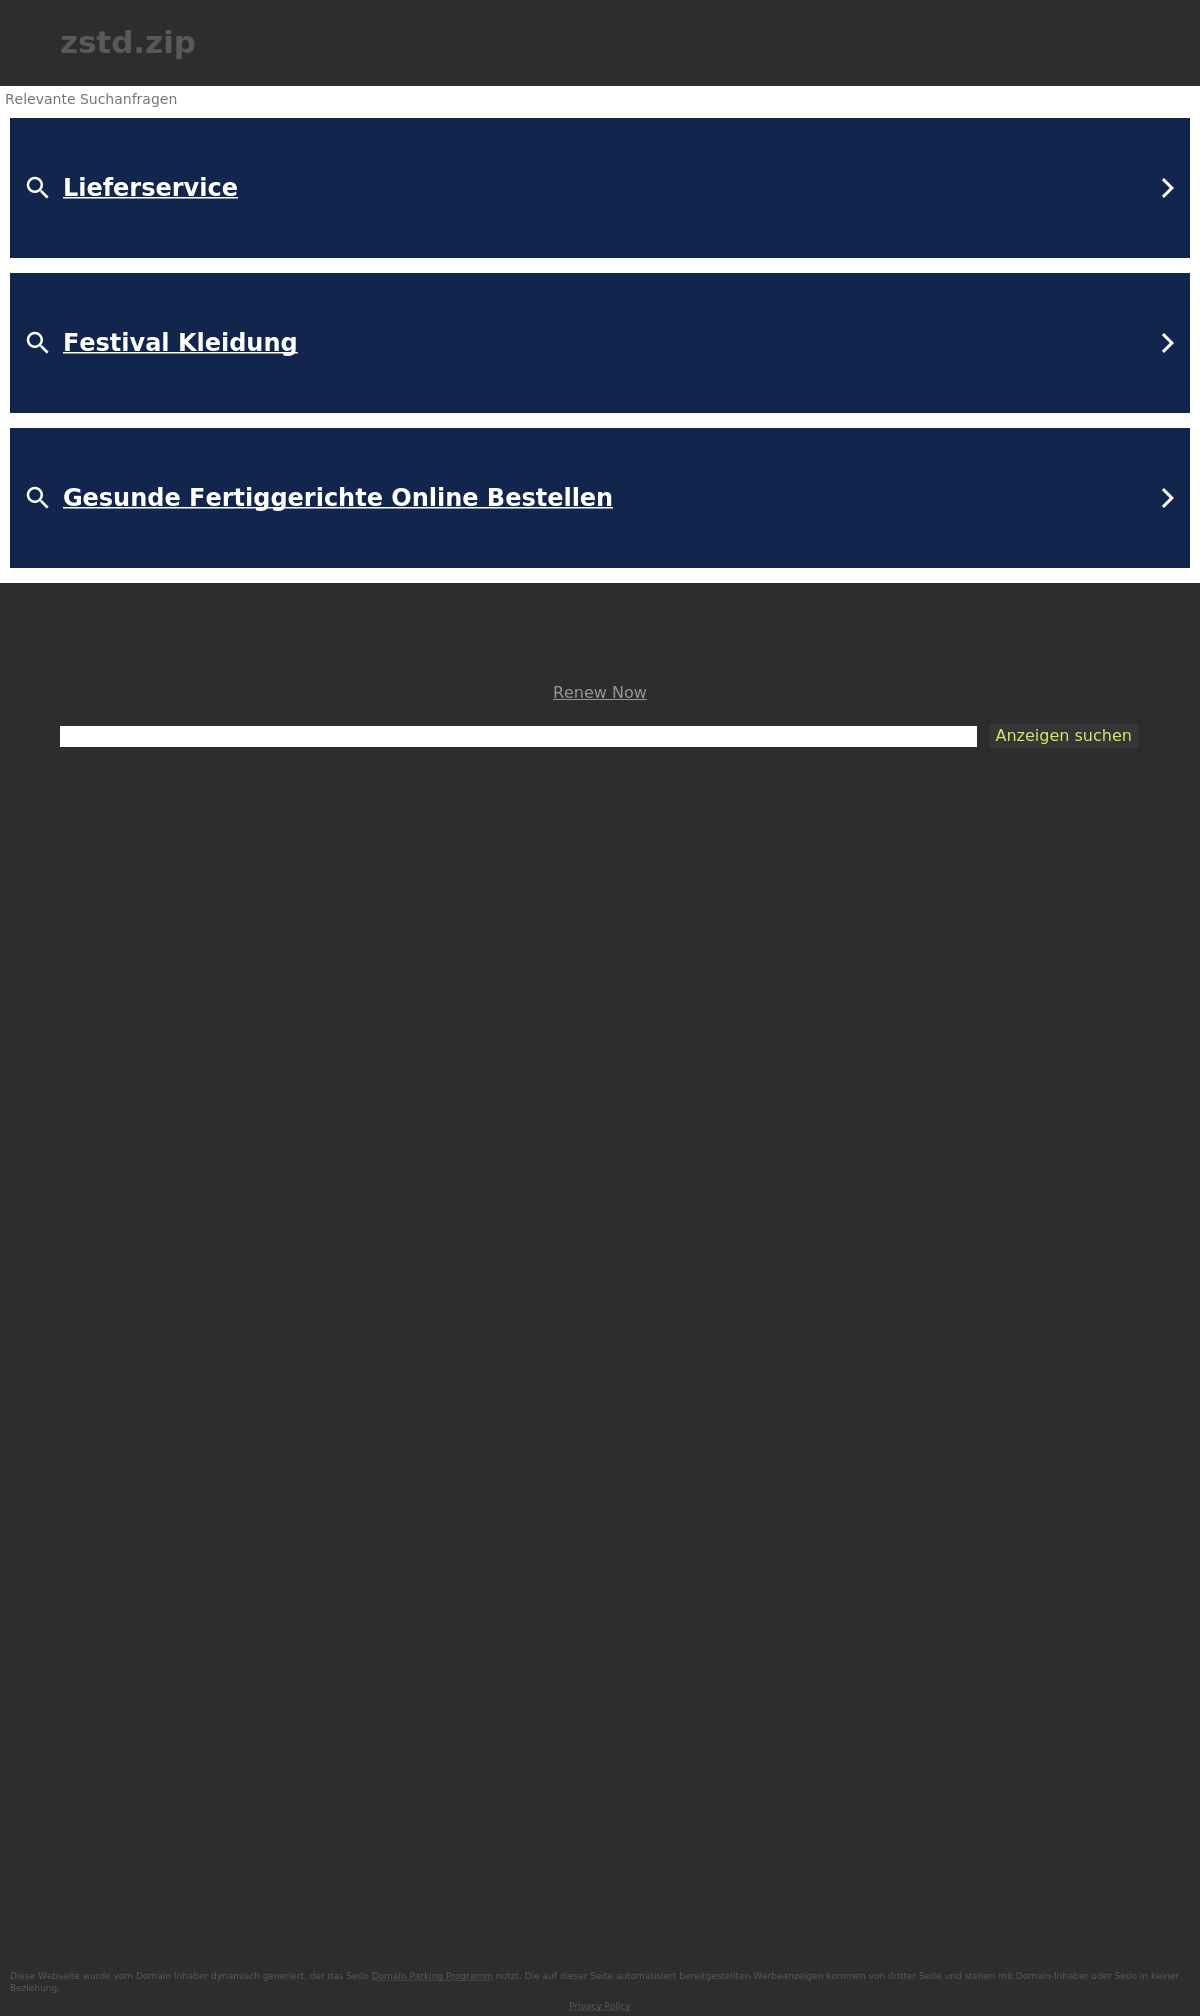 zstd.zip
Relevante Suchanfragen
Lieferservice
Festival Kleidung
Gesunde Fertiggerichte Online Bestellen
Renew Now
Anzeigen suchen
Diese Webseite wurde vom Domain Inhaber dynamisch generiert, der das Sedo Domain Parking Programm nutzt. Die auf dieser Seite automatisiert bereitgestellten Werbeanzeigen kommen von dritter Seite und stehen mit Domain-Inhaber oder Sedo in keiner
Beziehung.
Privacy Policy